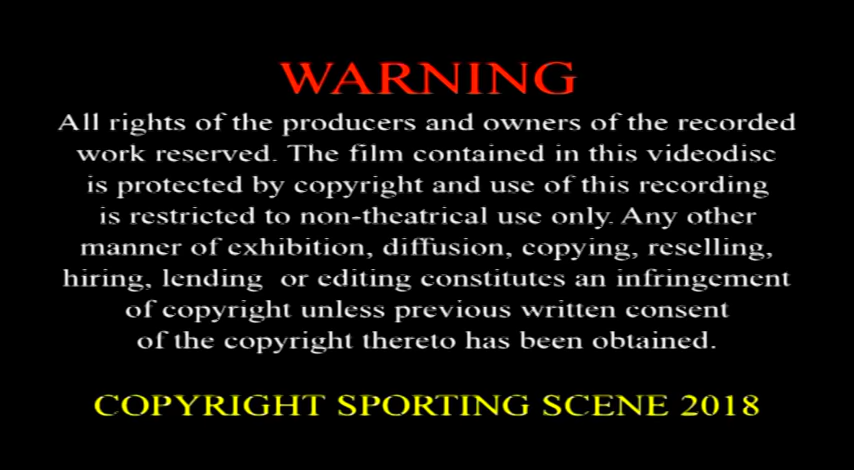 WARNING
All rights of the producers and owners of the recorded
work reserved. The film contained in this videodisc
is protected by copyright and use of this recording
is restricted to non-theatrical use only. Any other
manner of exhibition, diffusion, copying, reselling,
hiring, lending or editing constitutes an infringement
of copyright unless previous written consent
of the copyright thereto has been obtained.
COPYRIGHT SPORTING SCENE 2018